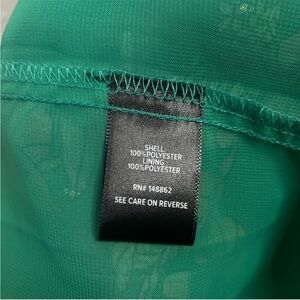 SHELL
100%POLYESTER
LINING
100%POLYESTER
RN# 148862
SEE CARE ON REVERSE